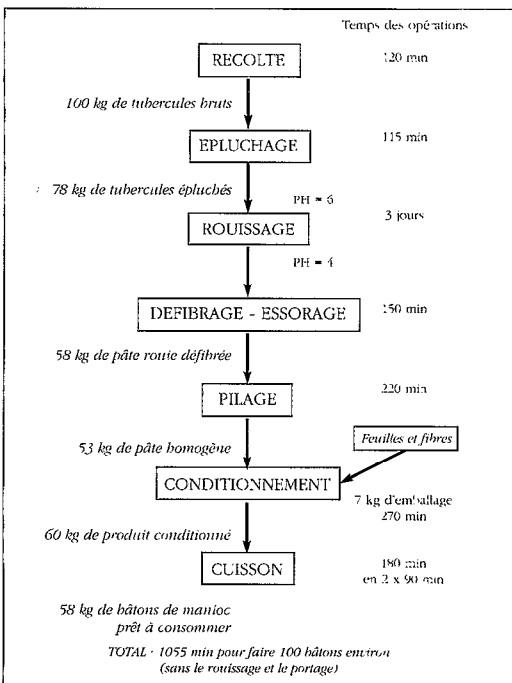 Temps des opérations
RECOLTE
120 min
100 kg de tubercules bruts
EPLUCHAGE
115 min
78 kg de tubercules épluchés
PH = 6
ROUISSAGE
3 jours
PH = 4
DEFIBRAGE - ESSORAGE
150 min
58 kg de pâte rouie défibrée
PILAGE
220 min
53 kg de pâte homogène
Feuilles et fibres
CONDITIONNEMENT
7 kg d'emballage
270 min
60 kg de produit conditionné
CUISSON
180 min
en 2 x 90 min
58 kg de bâtons de manioc
prêt à consommer
TOTAL · 1055 min pour faire 100 bâtons environ
(sans le rouissage et le portage)